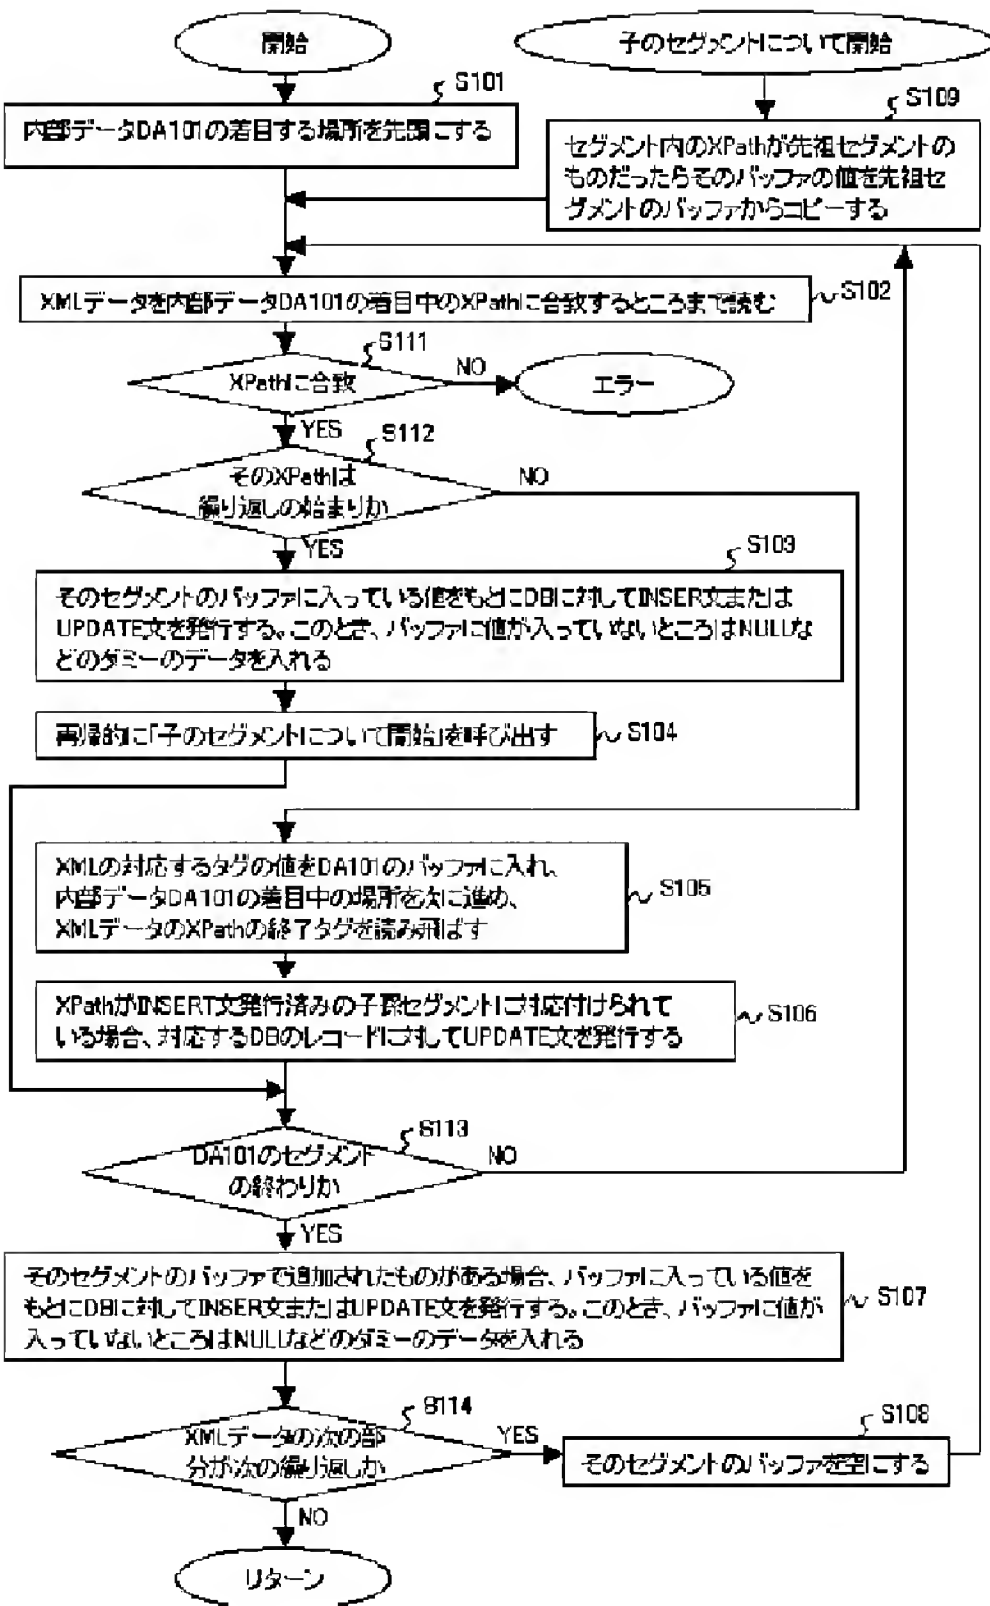 開始
子のセグメントについて開始
S101
内部データDA101の着目する場所を先頭にする
S109
セグメント内のXPathが先祖セグメントの
ものだったらそのバッファの値を先祖セ
グメントのバッファからコピーする
XMLデータを内部データDA101の着目中のXPathに合致するところまで読む
S102
S111
XPathに合致
NO
エラー
YES
S112
そのXPathは
繰り返しの始まりか
NO
YES
S103
そのセグメントのバッファに入っている値をもとにDBに対してINSER文または
UPDATE文を発行する。このとき、バッファに値が入っていないところはNULLな
どのダミーのデータを入れる
再帰的に「子のセグメントについて開始」を呼び出す
S104
XMLの対応するタグの値をDA101のバッファに入れ、
内部データDA101の着目中の場所を次に進め、
XMLデータのXPathの終了タグを読み飛ばす
S105
XPathがINSERT文発行済みの子孫セグメントに対応付けられて
いる場合、対応するDBのレコードに対してUPDATE文を発行する
S106
S113
DA101のセグメント
の終わりか
NO
YES
そのセグメントのバッファで追加されたものがある場合、バッファに入っている値を
もとにDBに対してINSER文またはUPDATE文を発行する。このとき、バッファに値が
入っていないところはNULLなどのダミーのデータを入れる
S107
S114
XMLデータの次の部
分が次の繰り返しか
YES
S108
そのセグメントのバッファを空にする
NO
リターン